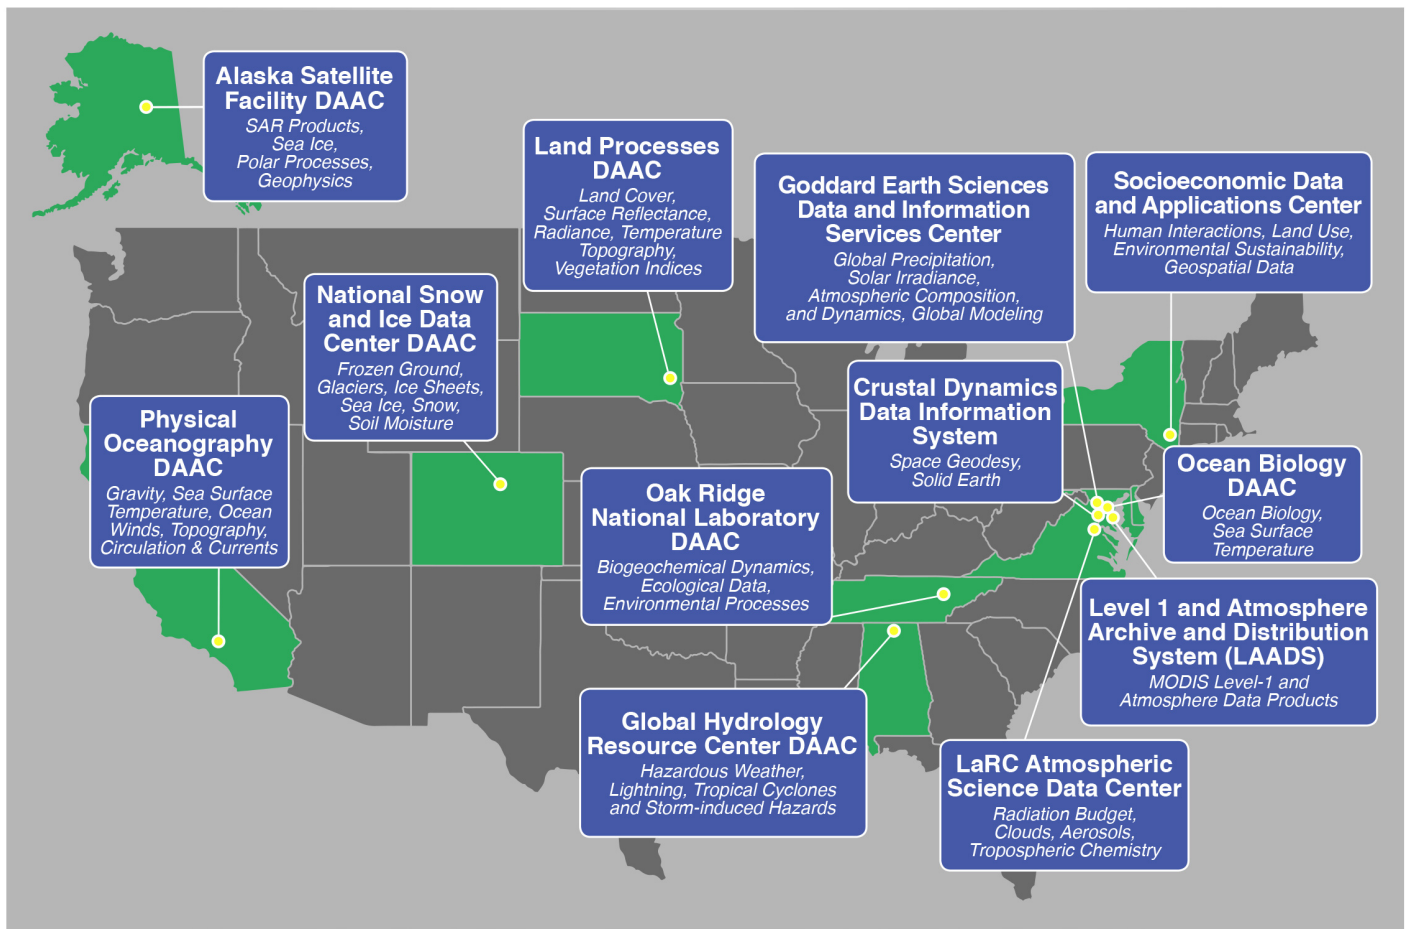 Alaska Satellite
Facility DAAC
SAR Products,
Sea Ice,
Polar Processes,
Geophysics
Land Processes
DAAC
Land Cover,
Surface Reflectance,
Radiance, Temperature
Topography,
Vegetation Indices
Goddard Earth Sciences
Data and Information
Services Center
Global Precipitation,
Solar Irradiance,
Atmospheric Composition,
and Dynamics, Global Modeling
Socioeconomic Data
and Applications Center
Human Interactions, Land Use,
Environmental Sustainability,
Geospatial Data
National Snow
and Ice Data
Center DAAC
Frozen Ground,
Glaciers, Ice Sheets,
Sea Ice, Snow,
Soil Moisture
Crustal Dynamics
Data Information
System
Space Geodesy,
Solid Earth
Physical
Oceanography
DAAC
Gravity, Sea Surface
Temperature, Ocean
Winds, Topography,
Circulation & Currents
Ocean Biology
DAAC
Ocean Biology,
Sea Surface
Temperature
Oak Ridge
National Laboratory
DAAC
Biogeochemical Dynamics,
Ecological Data,
Environmental Processes
Level 1 and Atmosphere
Archive and Distribution
System (LAADS)
MODIS Level-1 and
Atmosphere Data Products
Global Hydrology
Resource Center DAAC
Hazardous Weather,
Lightning, Tropical Cyclones
and Storm-induced Hazards
LaRC Atmospheric
Science Data Center
Radiation Budget,
Clouds, Aerosols,
Tropospheric Chemistry